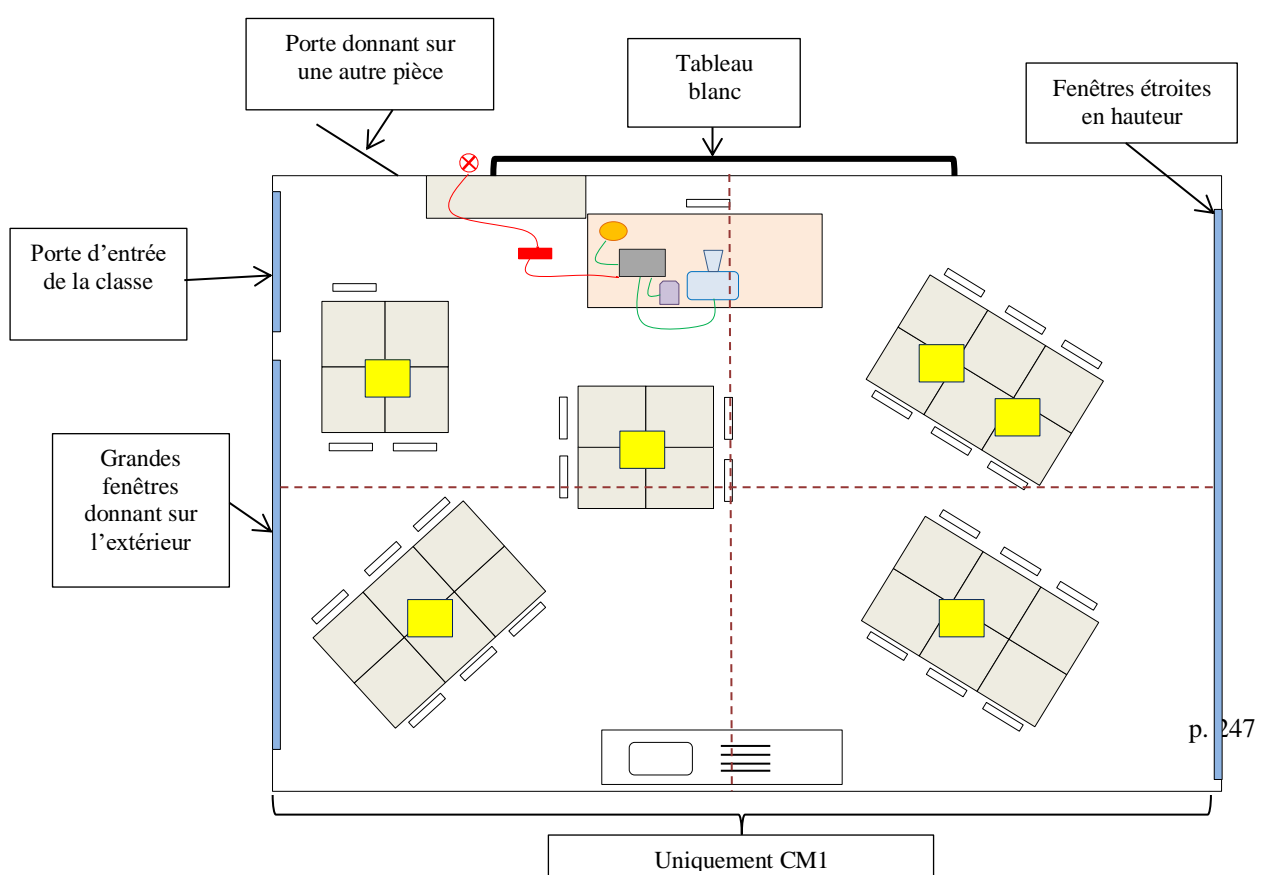 Porte donnant sur
une autre pièce
Tableau
blanc
Fenêtres étroites
en hauteur
Porte d’entrée
de la classe
Grandes
fenêtres
donnant sur
l’extérieur
p. 247
Uniquement CM1